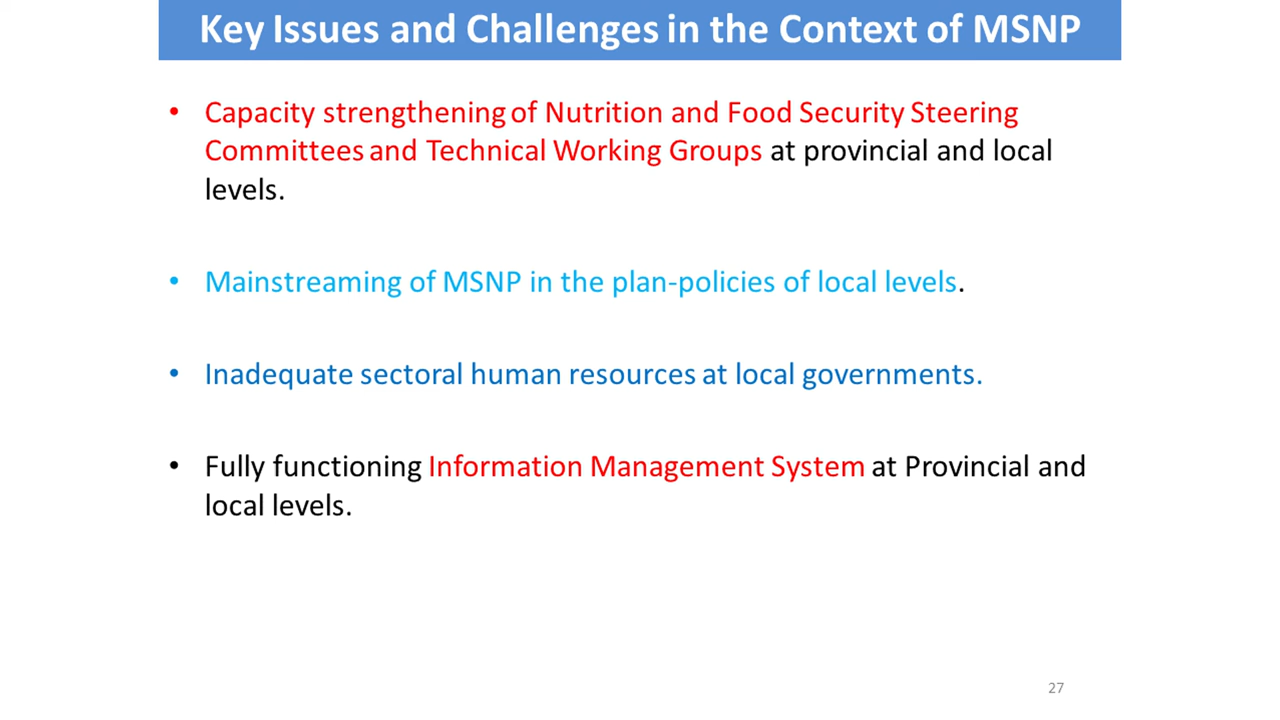 Key Issues and Challenges in the Context of MSNP
• Capacity strengthening of Nutrition and Food Security Steering
Committees and Technical Working Groups at provincial and local
levels.
• Mainstreaming of MSNP in the plan-policies of local levels.
• Inadequate sectoral human resources at local governments.
• Fully functioning Information Management System at Provincial and
local levels.
27